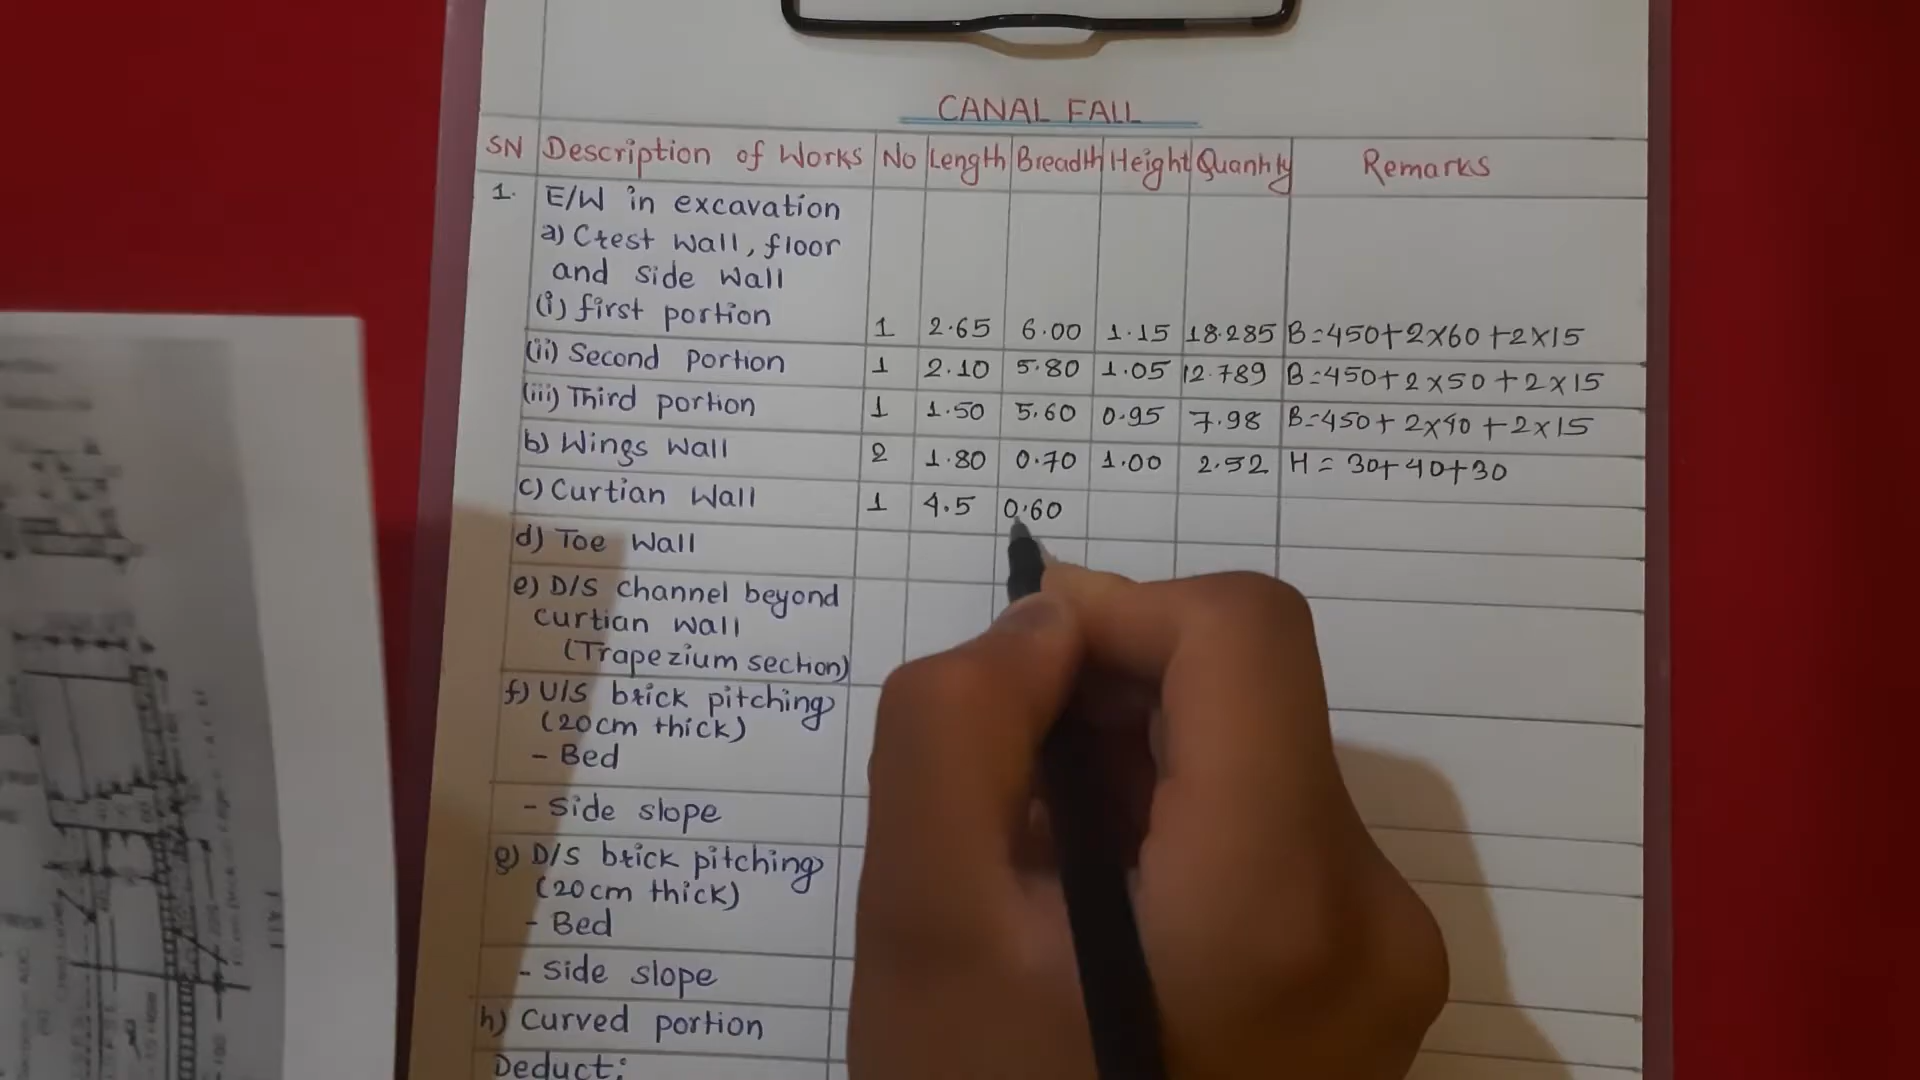 CANAL FALL
SN Description of Works No Length Breadth Height Quantity Remarks
1. E/W in excavation
a) Crest Wall, floor
and side Wall
(i) first portion 1 2.65 6.00 1.15 18.285 B=450+2x60+2x15
(ii) Second portion 1 2.10 5.80 1.05 12.789 B=450+2x50+2x15
(iii) Third portion 1 1.50 5.60 0.95 7.98 B=450+2x40+2x15
b) Wings Wall 2 1.80 0.70 1.00 2.52 H = 30+40+30
c) Curtian Wall 1 4.5 0.60
d) Toe Wall
e) D/S channel beyond
curtian wall
(Trapezium section)
f) U/S brick pitching
(20cm thick)
- Bed
- Side slope
g) D/S brick pitching
(20cm thick)
- Bed
- Side slope
h) Curved portion
Deduct: